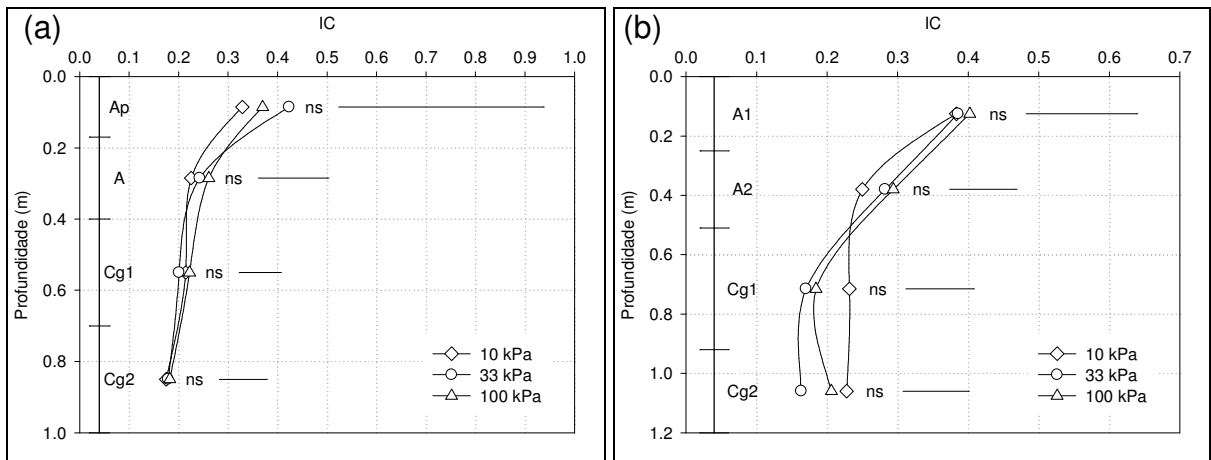 (a)
IC
0.0 0.1 0.2 0.3 0.4 0.5 0.6 0.7 0.8 0.9 1.0
0.0
0.2
0.4
0.6
0.8
1.0
Profundidade (m)
Ap ns
A ns
Cg1 ns
Cg2 ns
10 kPa
33 kPa
100 kPa
(b)
IC
0.0 0.1 0.2 0.3 0.4 0.5 0.6 0.7
0.0
0.2
0.4
0.6
0.8
1.0
1.2
Profundidade (m)
A1 ns
A2 ns
Cg1 ns
Cg2 ns
10 kPa
33 kPa
100 kPa